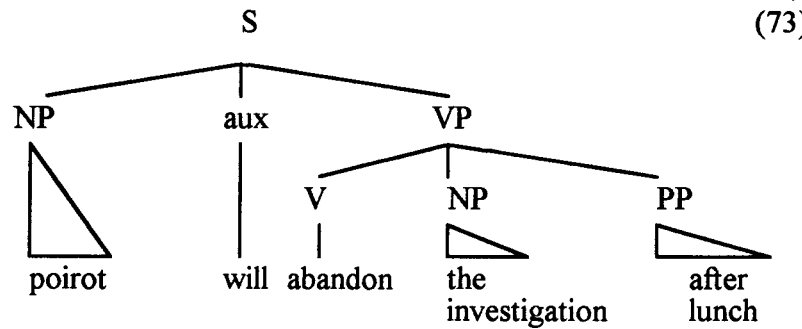 S (73)
NP aux VP
V NP PP
poirot will abandon the after
investigation lunch